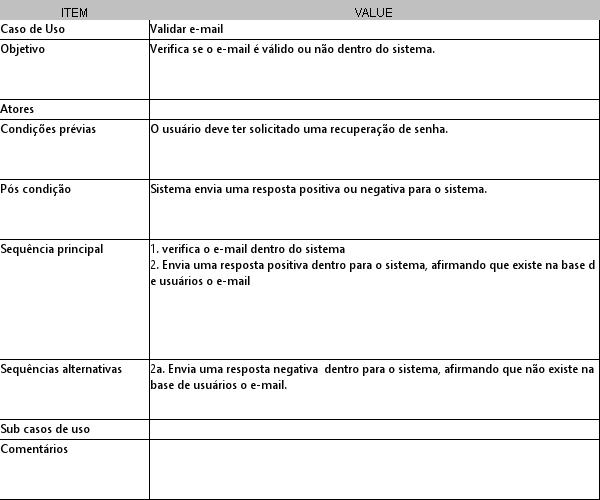 ITEM VALUE
Caso de Uso Validar e-mail
Objetivo Verifica se o e-mail é válido ou não dentro do sistema.
Atores
Condições prévias O usuário deve ter solicitado uma recuperação de senha.
Pós condição Sistema envia uma resposta positiva ou negativa para o sistema.
Sequência principal 1. verifica o e-mail dentro do sistema
2. Envia uma resposta positiva dentro para o sistema, afirmando que existe na base d
e usuários o e-mail
Sequências alternativas 2a. Envia uma resposta negativa  dentro para o sistema, afirmando que não existe na
base de usuários o e-mail.
Sub casos de uso
Comentários